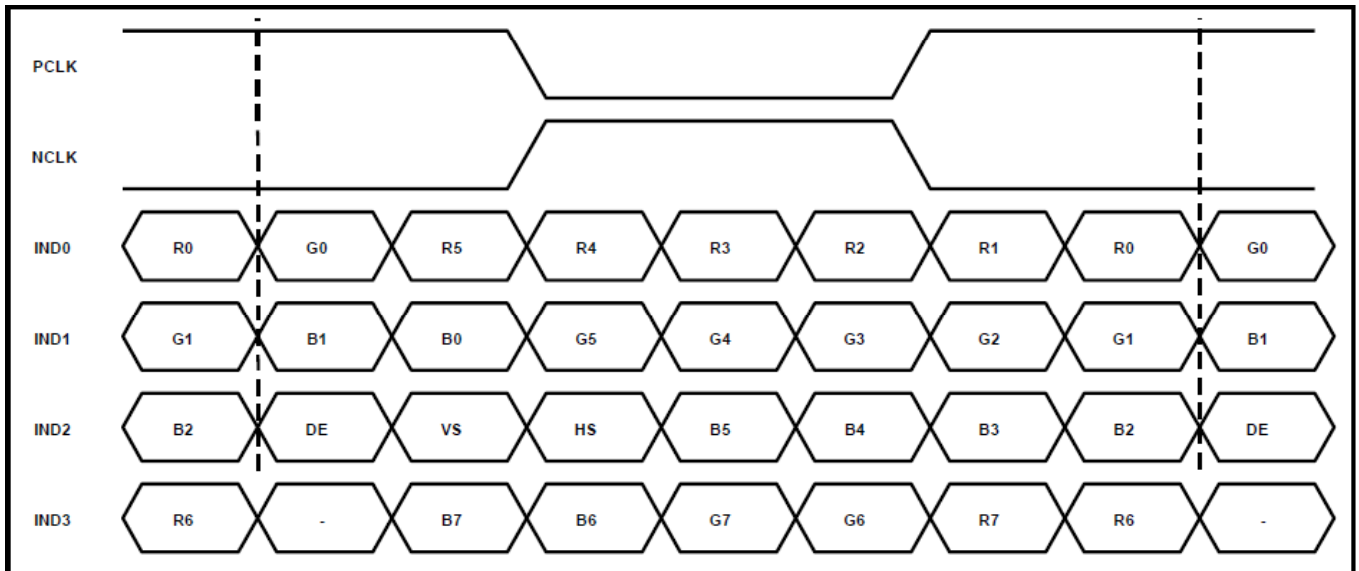 PCLK
NCLK
IND0 R0 G0 R5 R4 R3 R2 R1 R0 G0
IND1 G1 B1 B0 G5 G4 G3 G2 G1 B1
IND2 B2 DE VS HS B5 B4 B3 B2 DE
IND3 R6 - B7 B6 G7 G6 R7 R6 -